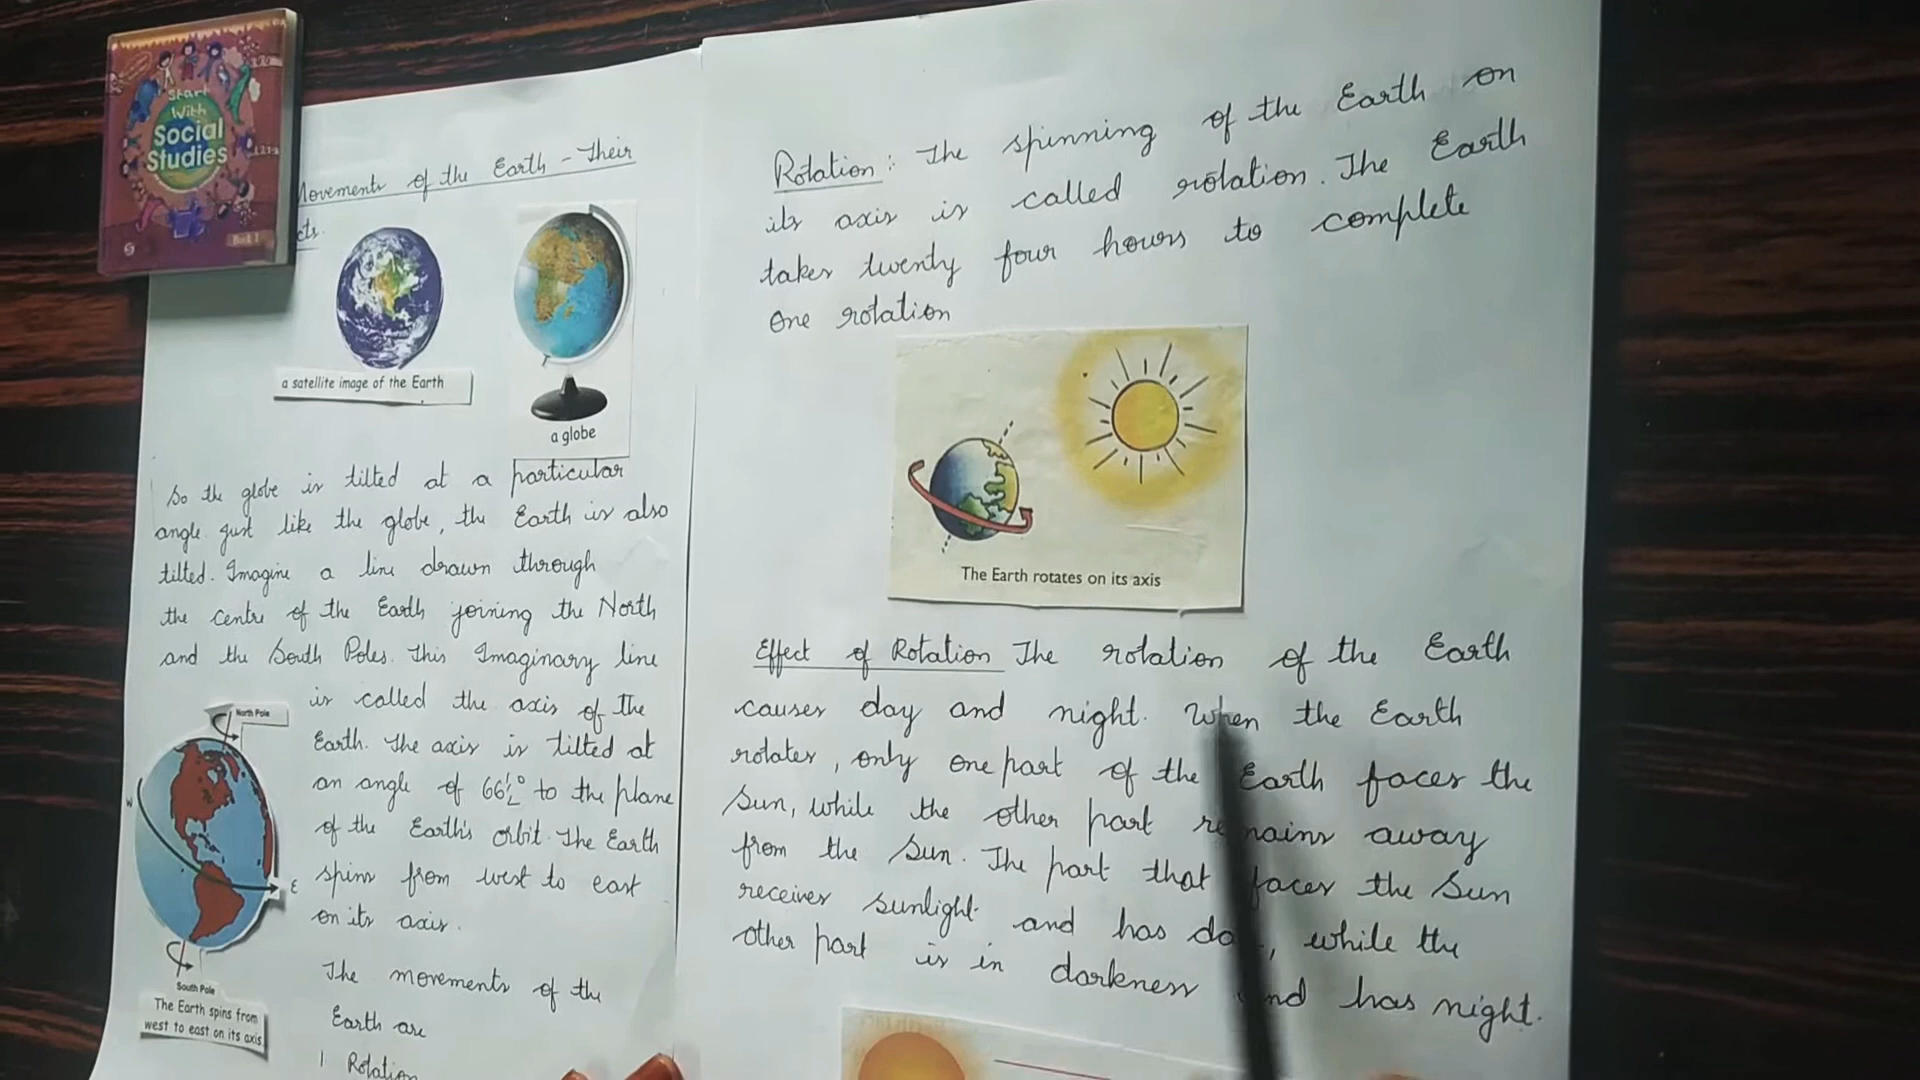 Start
With
Social
Studies
Book 1
Movements of the Earth - Their
cts.
a satellite image of the Earth
a globe
So the globe is tilted at a particular
angle just like the globe, the Earth is also
tilted. Imagine a line drawn through
the centre of the Earth joining the North
and the South Poles. This Imaginary line
is called the axis of the
Earth. The axis is tilted at
an angle of 66½° to the plane
of the Earth's orbit. The Earth
spins from west to east
on its axis.
North Pole
W
E
South Pole
The Earth spins from
west to east on its axis
The movements of the
Earth are
1 Rotation
Rotation: The spinning of the Earth on
its axis is called rotation. The Earth
takes twenty four hours to complete
one rotation
The Earth rotates on its axis
Effect of Rotation The rotation of the Earth
causes day and night. When the Earth
rotates, only one part of the Earth faces the
Sun, while the other part remains away
from the Sun. The part that faces the Sun
receives sunlight and has day, while the
other part is in darkness and has night.